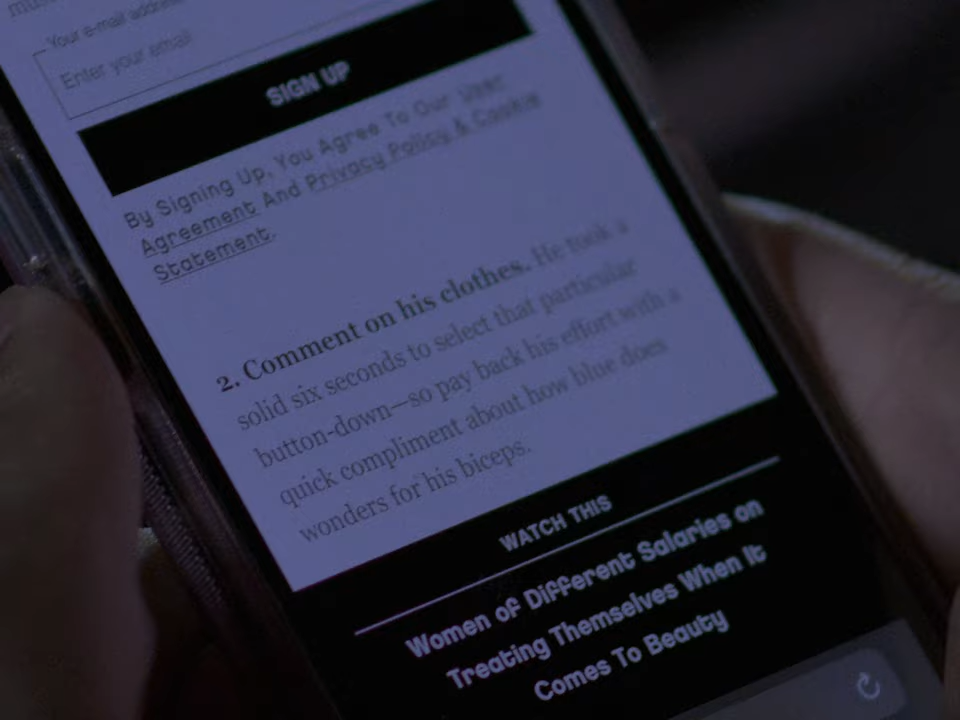 Your e-mail address
Enter your email
SIGN UP
By Signing Up, You Agree To Our User
Agreement And Privacy Policy & Cookie
Statement.
2. Comment on his clothes. He took a
solid six seconds to select that particular
button-down—so pay back his effort with a
quick compliment about how blue does
wonders for his biceps.
WATCH THIS
Women of Different Salaries on
Treating Themselves When It
Comes To Beauty